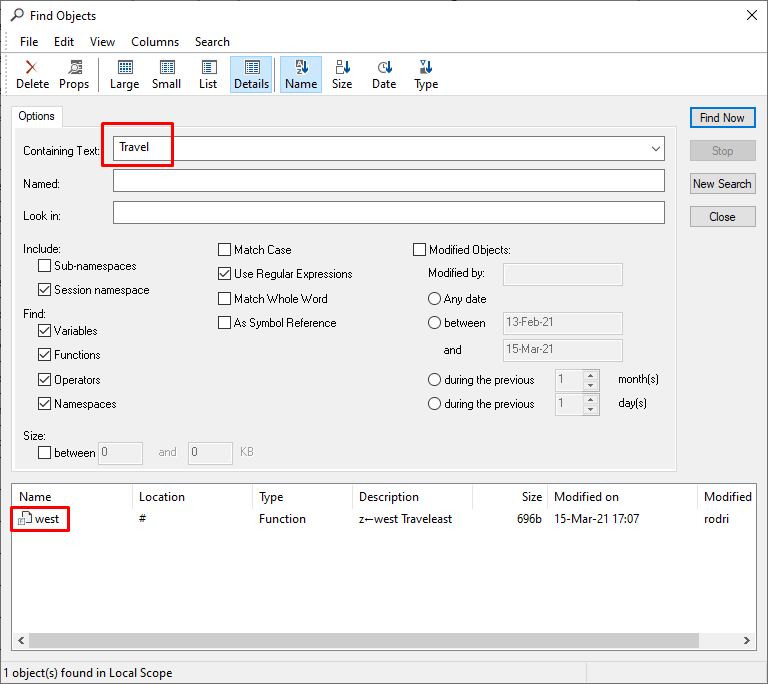 Find Objects
File Edit View Columns Search
Delete Props Large Small List Details Name Size Date Type
Options
Containing Text: Travel
Named:
Look in:
Find Now
Stop
New Search
Close
Include:
Sub-namespaces
Session namespace
Find:
Variables
Functions
Operators
Namespaces
Size:
between 0 and 0 KB
Match Case
Use Regular Expressions
Match Whole Word
As Symbol Reference
Modified Objects:
Modified by:
Any date
between 13-Feb-21
and 15-Mar-21
during the previous 1 month(s)
during the previous 1 day(s)
Name Location Type Description Size Modified on Modified
west # Function z←west Traveleast 696b 15-Mar-21 17:07 rodri
1 object(s) found in Local Scope